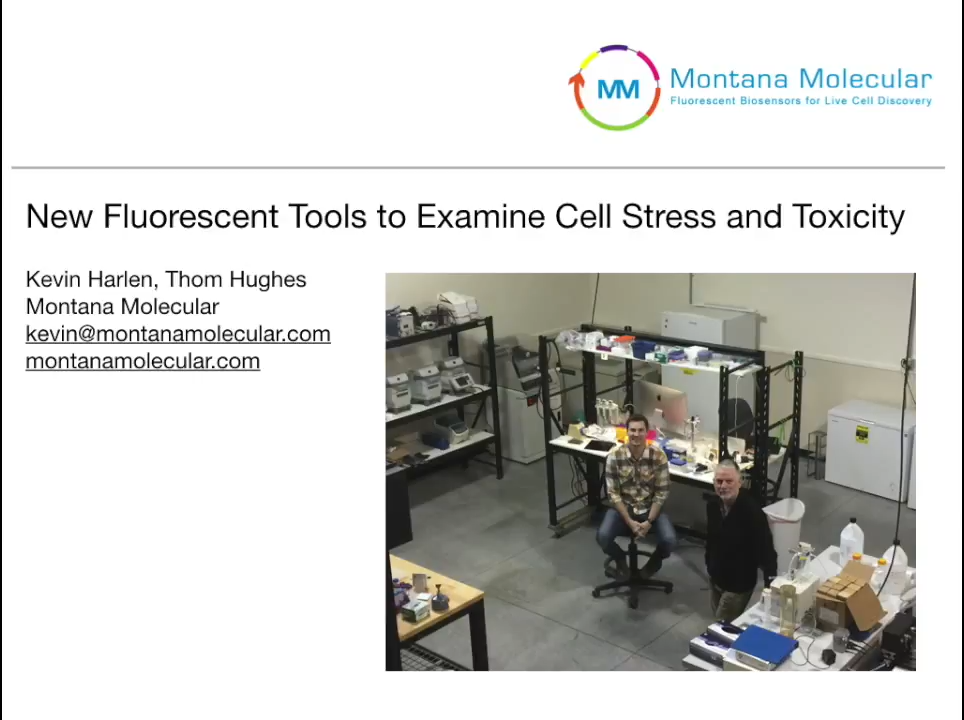 MM
Montana Molecular
Fluorescent Biosensors for Live Cell Discovery
New Fluorescent Tools to Examine Cell Stress and Toxicity
Kevin Harlen, Thom Hughes
Montana Molecular
kevin@montanamolecular.com
montanamolecular.com